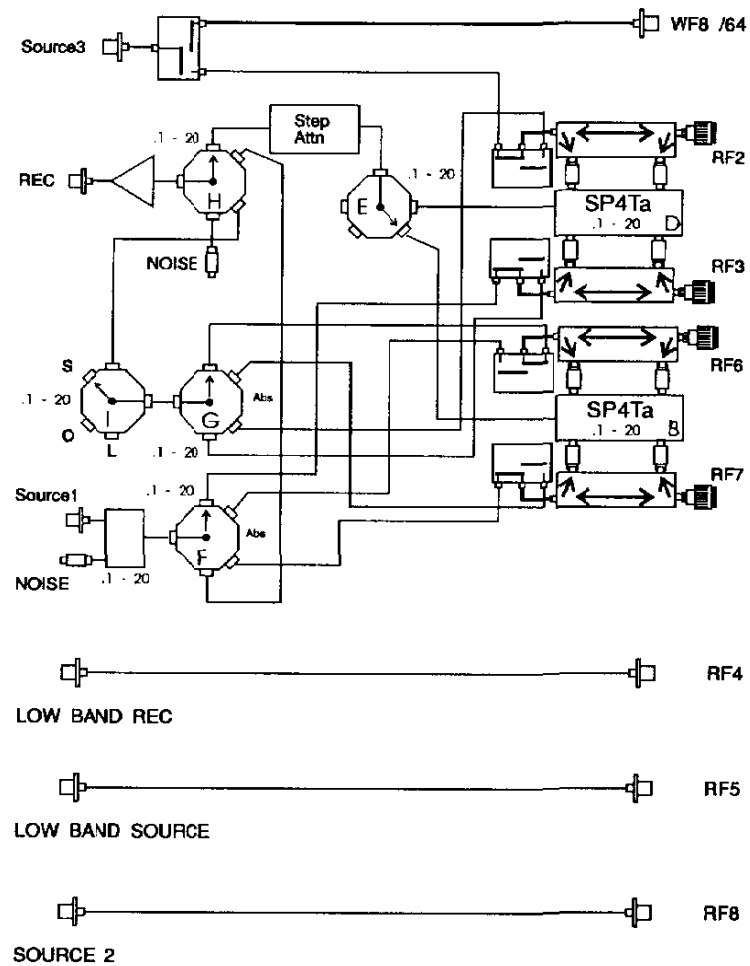 WF8 /64
Source3
Step
Attn
.1 - 20
RF2
REC
H
.1 - 20
E
SP4Ta
.1 - 20 D
NOISE
RF3
S
RF6
.1 - 20
I
G
Abs
SP4Ta
.1 - 20 B
O
L
.1 - 20
RF7
.1 - 20
Source1
F
Abs
NOISE
.1 - 20
RF4
LOW BAND REC
RF5
LOW BAND SOURCE
RF8
SOURCE 2